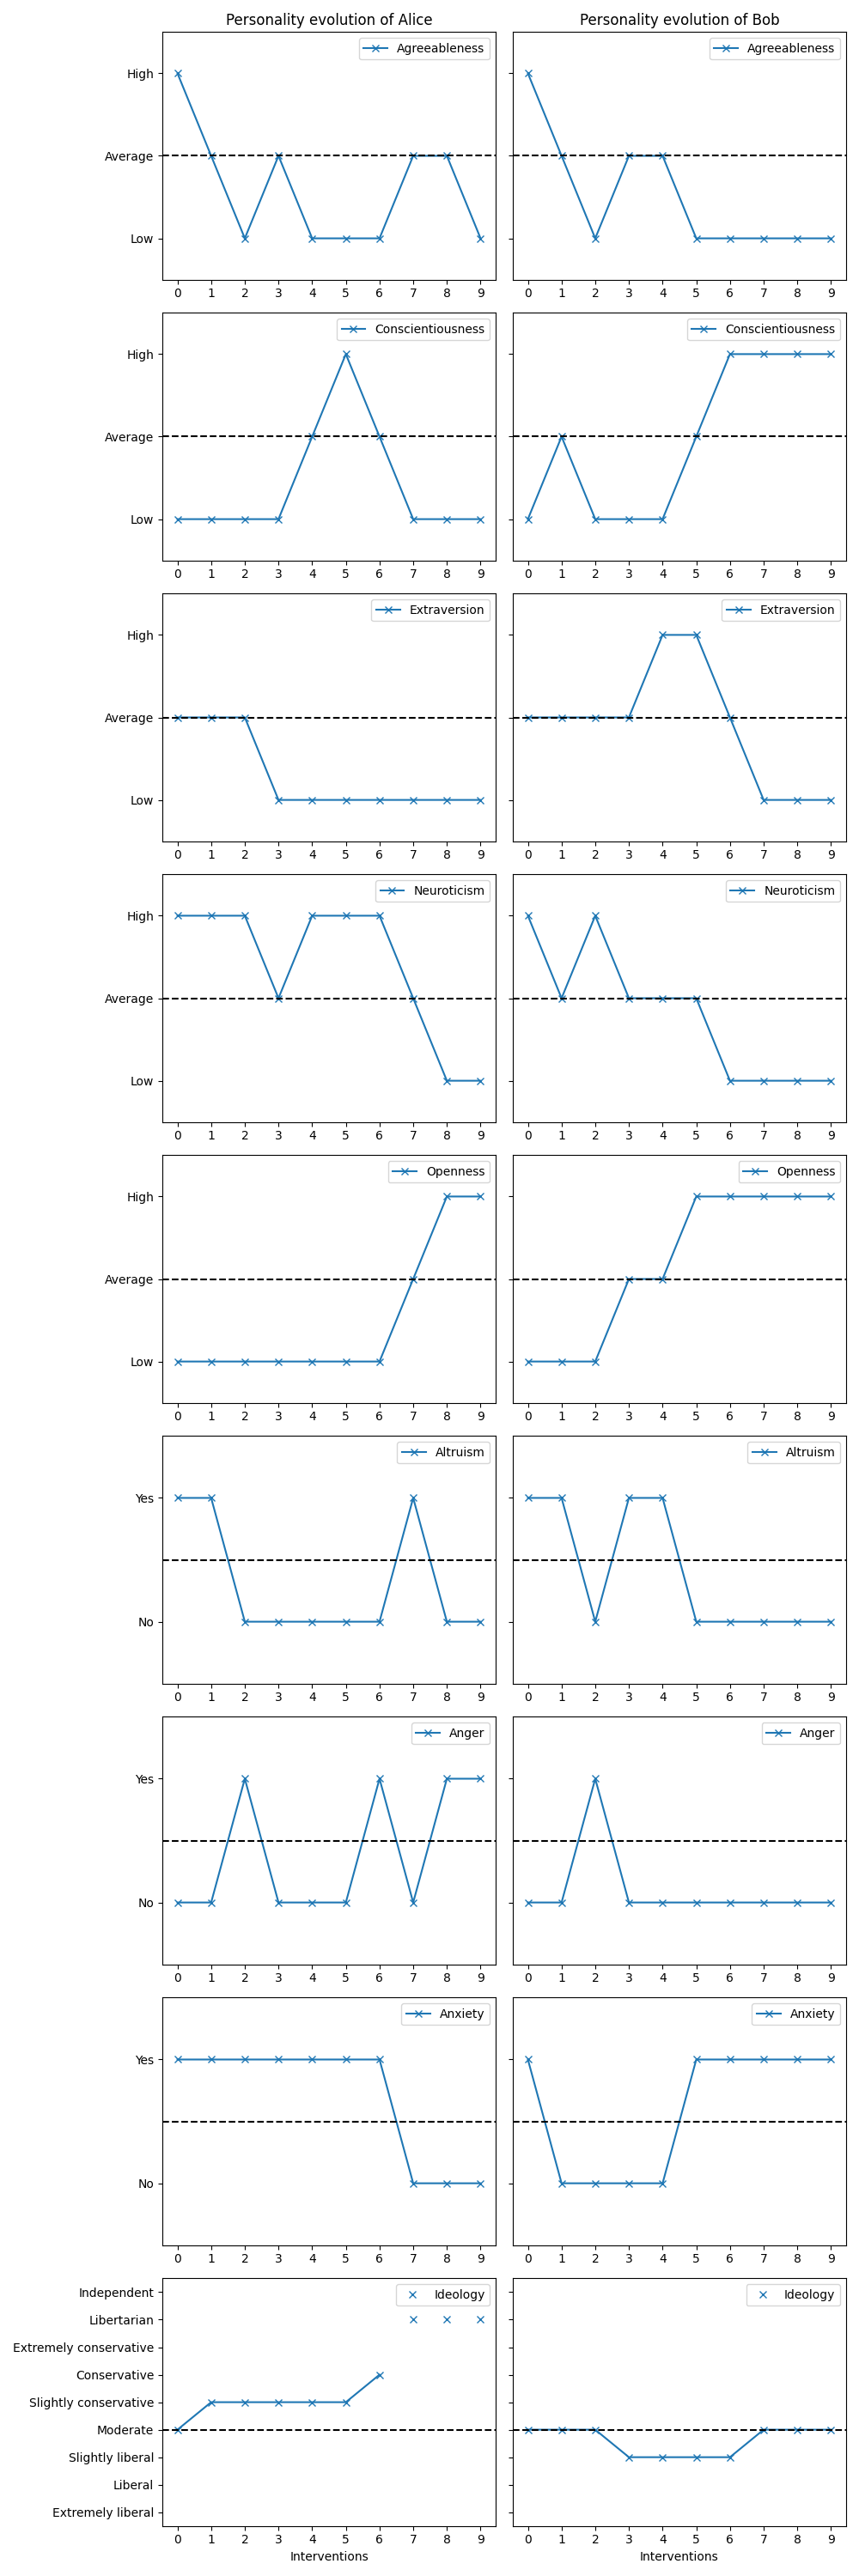 Personality evolution of Alice
Personality evolution of Bob
Agreeableness
Agreeableness
High
Average
Low
0 1 2 3 4 5 6 7 8 9
0 1 2 3 4 5 6 7 8 9
Conscientiousness
Conscientiousness
High
Average
Low
0 1 2 3 4 5 6 7 8 9
0 1 2 3 4 5 6 7 8 9
Extraversion
Extraversion
High
Average
Low
0 1 2 3 4 5 6 7 8 9
0 1 2 3 4 5 6 7 8 9
Neuroticism
Neuroticism
High
Average
Low
0 1 2 3 4 5 6 7 8 9
0 1 2 3 4 5 6 7 8 9
Openness
Openness
High
Average
Low
0 1 2 3 4 5 6 7 8 9
0 1 2 3 4 5 6 7 8 9
Altruism
Altruism
Yes
No
0 1 2 3 4 5 6 7 8 9
0 1 2 3 4 5 6 7 8 9
Anger
Anger
Yes
No
0 1 2 3 4 5 6 7 8 9
0 1 2 3 4 5 6 7 8 9
Anxiety
Anxiety
Yes
No
0 1 2 3 4 5 6 7 8 9
0 1 2 3 4 5 6 7 8 9
Ideology
Ideology
Independent
Libertarian
Extremely conservative
Conservative
Slightly conservative
Moderate
Slightly liberal
Liberal
Extremely liberal
0 1 2 3 4 5 6 7 8 9
0 1 2 3 4 5 6 7 8 9
Interventions
Interventions